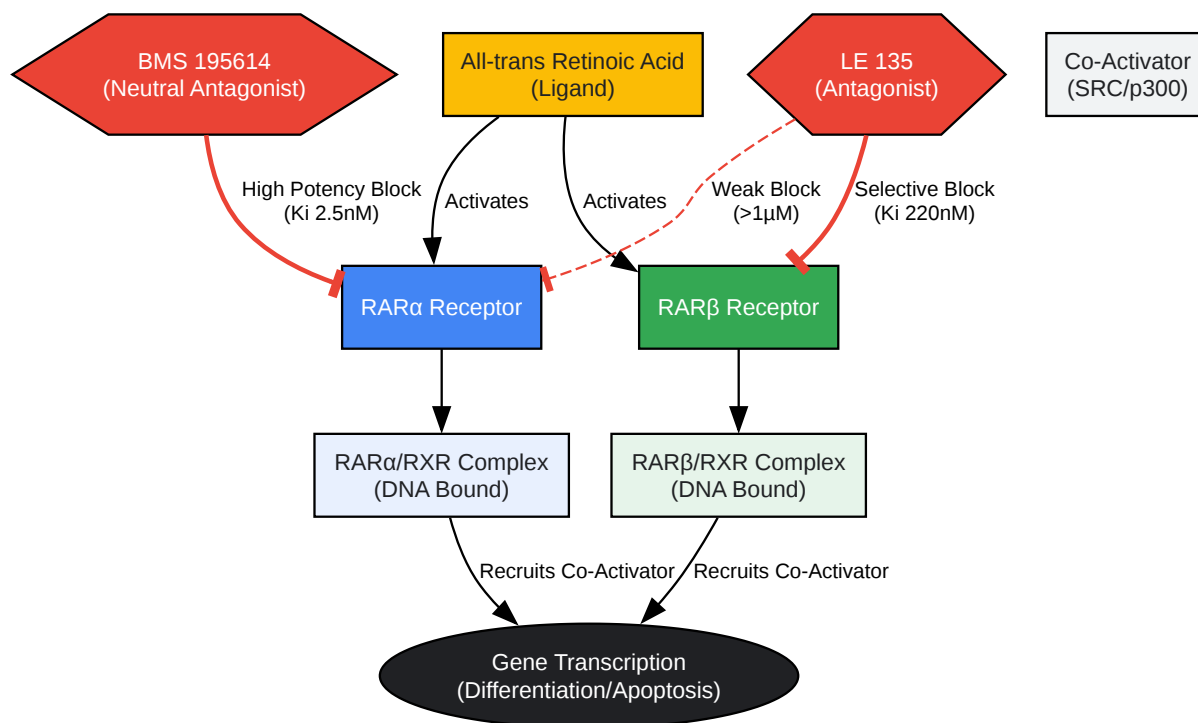 BMS 195614
(Neutral Antagonist)
All-trans Retinoic Acid
(Ligand)
LE 135
(Antagonist)
Co-Activator
(SRC/p300)
High Potency Block
(Ki 2.5nM)
Activates
Activates
Weak Block
(>1µM)
Selective Block
(Ki 220nM)
RARα Receptor
RARβ Receptor
RARα/RXR Complex
(DNA Bound)
RARβ/RXR Complex
(DNA Bound)
Recruits Co-Activator
Recruits Co-Activator
Gene Transcription
(Differentiation/Apoptosis)